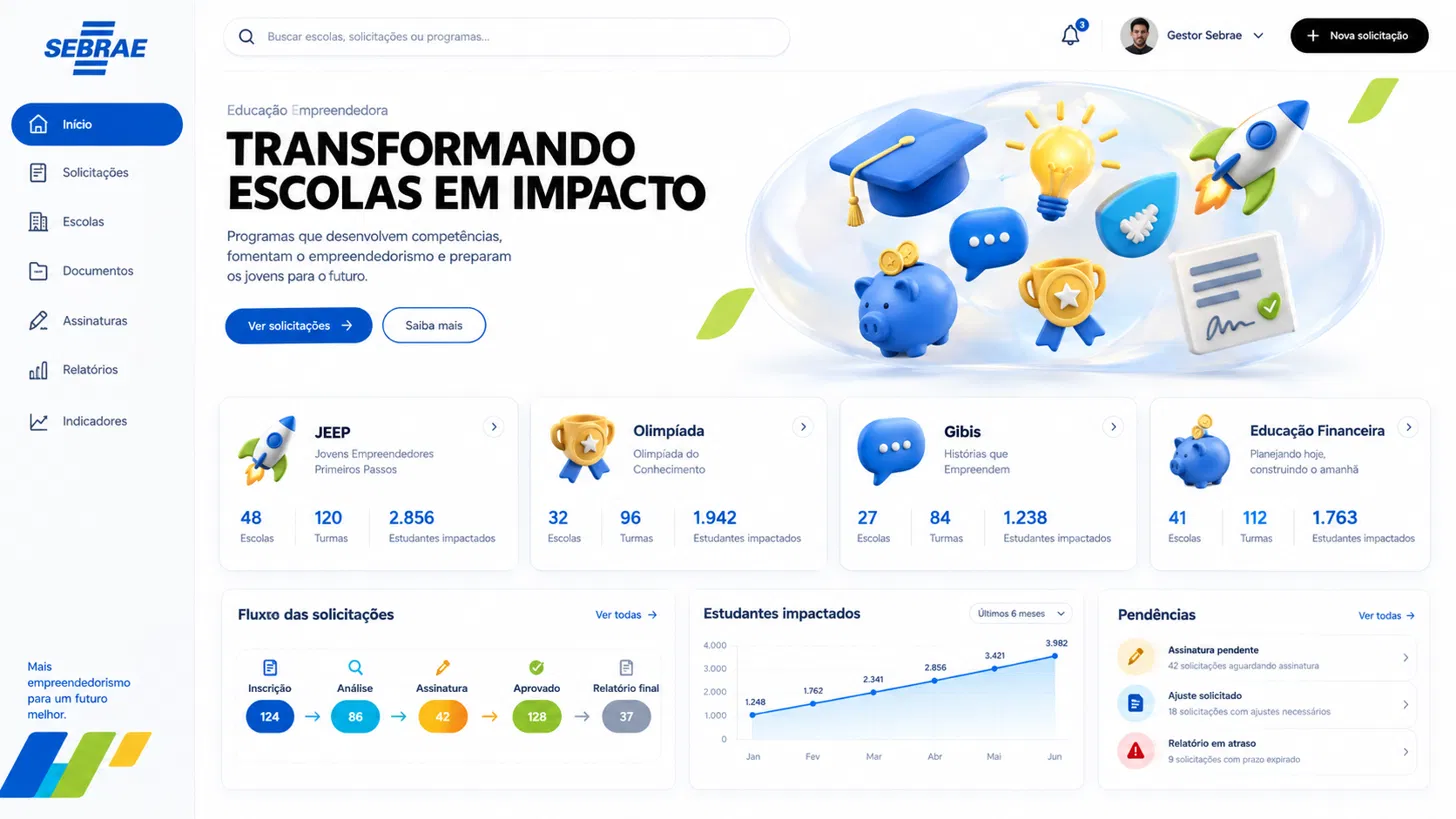 SEBRAE
Início
Solicitações
Escolas
Documentos
Assinaturas
Relatórios
Indicadores
Mais
empreendedorismo
para um futuro
melhor.
Buscar escolas, solicitações ou programas...
3
Gestor Sebrae
+ Nova solicitação
Educação Empreendedora
TRANSFORMANDO
ESCOLAS EM IMPACTO
Programas que desenvolvem competências,
fomentam o empreendedorismo e preparam
os jovens para o futuro.
Ver solicitações →
Saiba mais
JEEP
Jovens Empreendedores
Primeiros Passos
48 120 2.856
Escolas Turmas Estudantes impactados
Olimpíada
Olimpíada do
Conhecimento
32 96 1.942
Escolas Turmas Estudantes impactados
Gibis
Histórias que
Empreendem
27 84 1.238
Escolas Turmas Estudantes impactados
Educação Financeira
Planejando hoje,
construindo o amanhã
41 112 1.763
Escolas Turmas Estudantes impactados
Fluxo das solicitações
Ver todas →
Inscrição Análise Assinatura Aprovado Relatório final
124 → 86 → 42 → 128 → 37
Estudantes impactados
Últimos 6 meses
4.000
3.000
2.000
1.000
0
1.248
1.762
2.341
2.856
3.421
3.982
Jan Fev Mar Abr Mai Jun
Pendências
Ver todas →
Assinatura pendente
42 solicitações aguardando assinatura
Ajuste solicitado
18 solicitações com ajustes necessários
Relatório em atraso
9 solicitações com prazo expirado